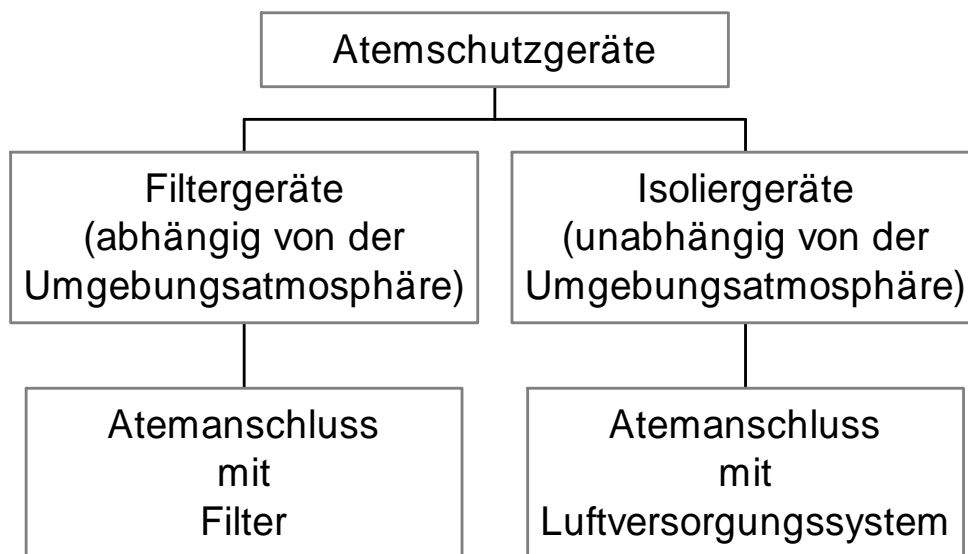 Atemschutzgeräte
Filtergeräte
(abhängig von der
Umgebungsatmosphäre)
Isoliergeräte
(unabhängig von der
Umgebungsatmosphäre)
Atemanschluss
mit
Filter
Atemanschluss
mit
Luftversorgungssystem